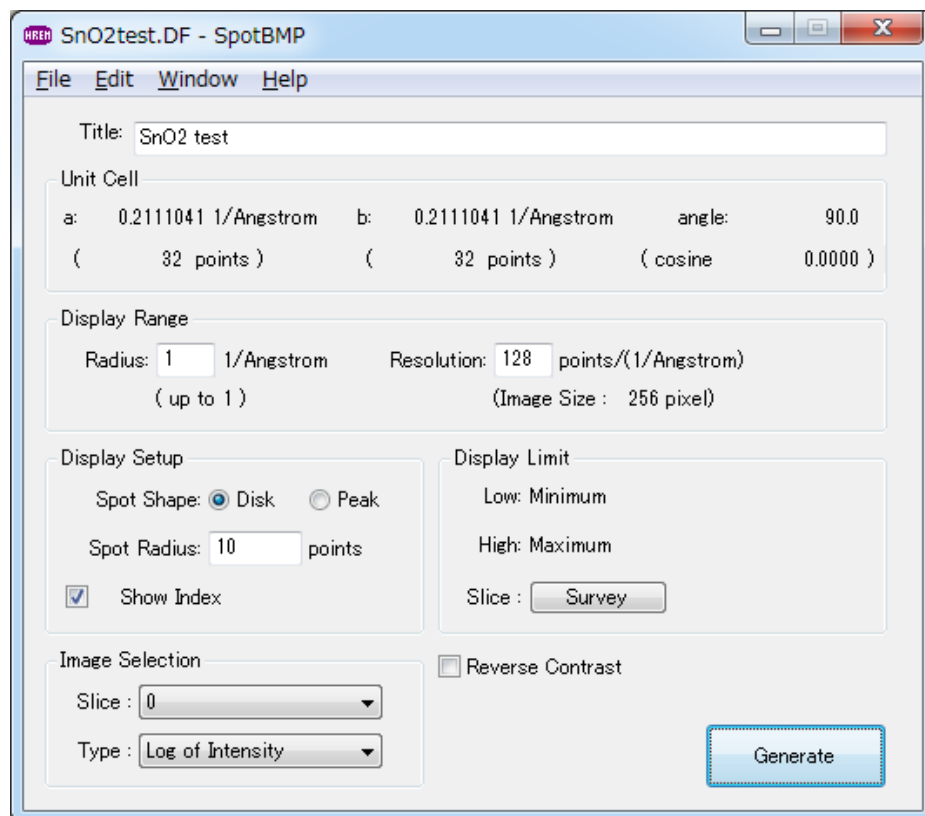 HREM SnO2test.DF - SpotBMP
File Edit Window Help
Title: SnO2 test
Unit Cell
a: 0.2111041 1/Angstrom b: 0.2111041 1/Angstrom angle: 90.0
( 32 points ) ( 32 points ) ( cosine 0.0000 )
Display Range
Radius: 1 1/Angstrom Resolution: 128 points/(1/Angstrom)
( up to 1 ) (Image Size : 256 pixel)
Display Setup
Spot Shape: Disk Peak
Spot Radius: 10 points
Show Index
Display Limit
Low: Minimum
High: Maximum
Slice : Survey
Image Selection
Slice : 0
Type : Log of Intensity
Reverse Contrast
Generate